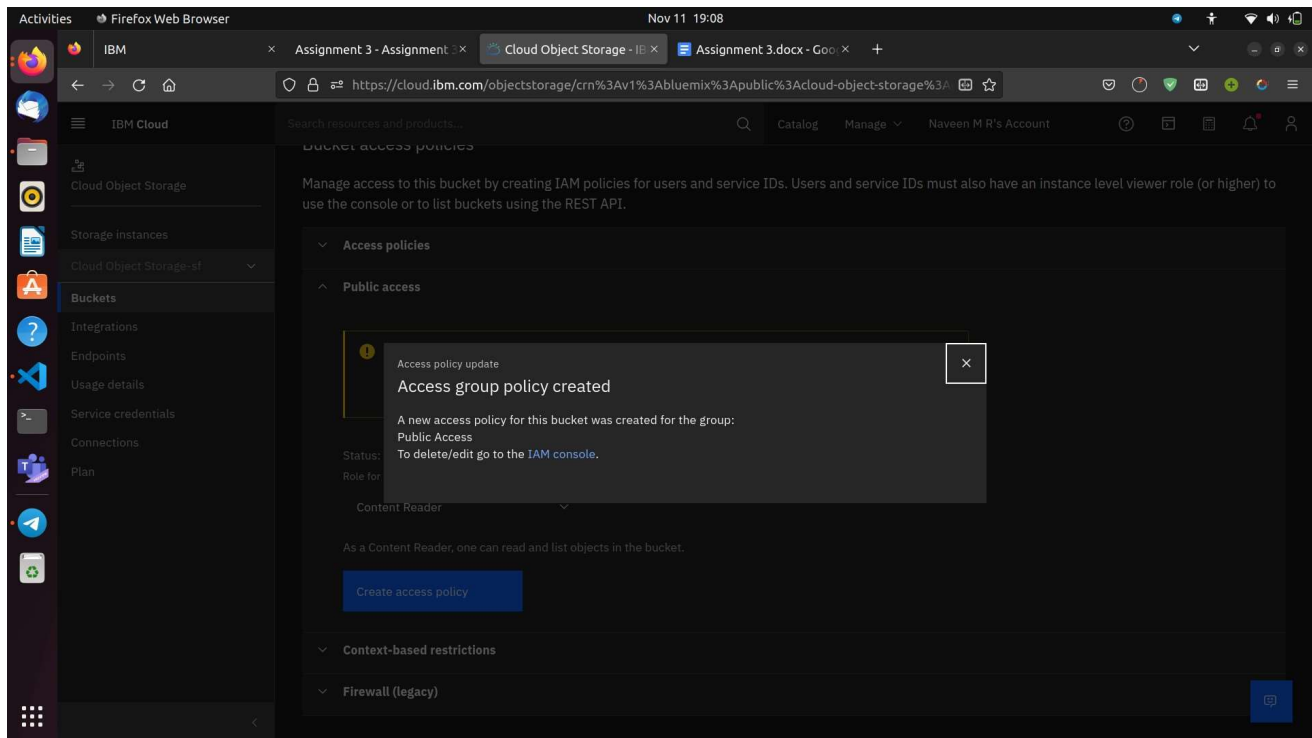 Activities
Firefox Web Browser
Nov 11 19:08
IBM
Assignment 3 - Assignment 3
Cloud Object Storage - IB
Assignment 3.docx - Goo
https://cloud.ibm.com/objectstorage/crn%3Av1%3Abluemix%3Apublic%3Acloud-object-storage%3A
IBM Cloud
Search resources and products...
Catalog
Manage
Naveen M R's Account
Bucket access policies
Cloud Object Storage
Manage access to this bucket by creating IAM policies for users and service IDs. Users and service IDs must also have an instance level viewer role (or higher) to
use the console or to list buckets using the REST API.
Storage instances
Cloud Object Storage-sf
Buckets
Integrations
Endpoints
Usage details
Service credentials
Connections
Plan
Access policies
Public access
Access policy update
Access group policy created
A new access policy for this bucket was created for the group:
Public Access
To delete/edit go to the IAM console.
Status:
Role for
Content Reader
As a Content Reader, one can read and list objects in the bucket.
Create access policy
Context-based restrictions
Firewall (legacy)